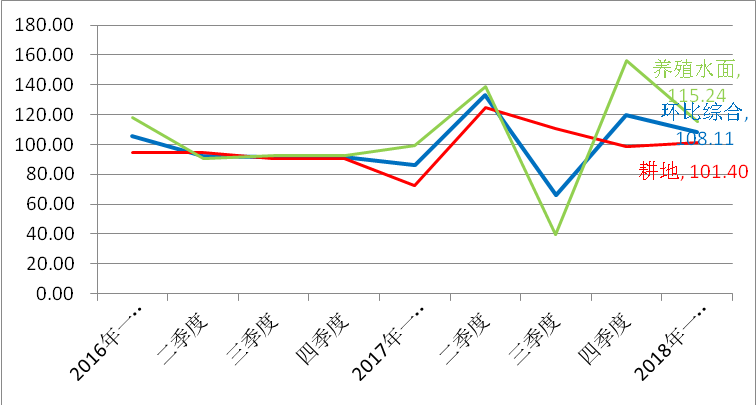 180.00
160.00
140.00
120.00
100.00
80.00
60.00
40.00
20.00
0.00
养殖水面,
115.24
环比综合,
108.11
耕地, 101.40
2016年一..
二季度
三季度
四季度
2017年一..
二季度
三季度
四季度
2018年一..